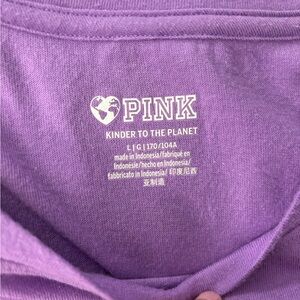 PINK
KINDER TO THE PLANET
L | G | 170/104A
made in Indonesia/fabriqué en
Indonésie/hecho en Indonesia/
fabbricato in Indonesia/ 印度尼西
亚制造